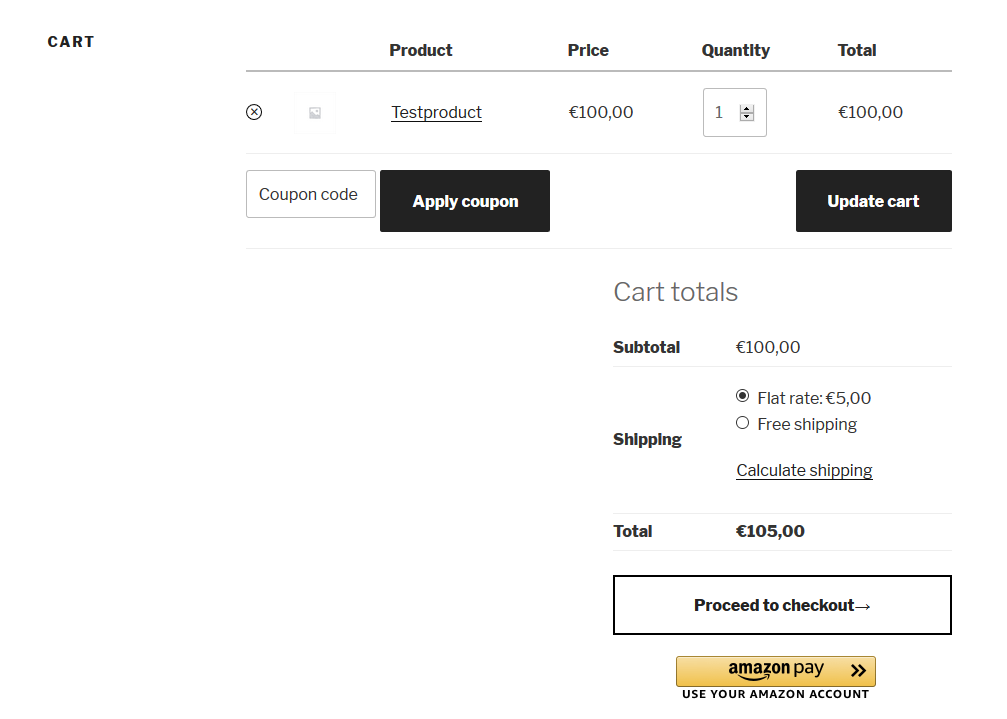 CART
Product Price Quantity Total
Testproduct €100,00 1 €100,00
Coupon code Apply coupon Update cart
Cart totals
Subtotal €100,00
Flat rate: €5,00
Free shipping
Shipping
Calculate shipping
Total €105,00
Proceed to checkout→
amazon pay
USE YOUR AMAZON ACCOUNT